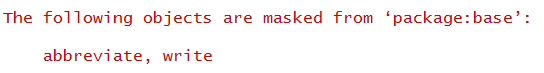 The following objects are masked from ‘package:base’:
abbreviate, write